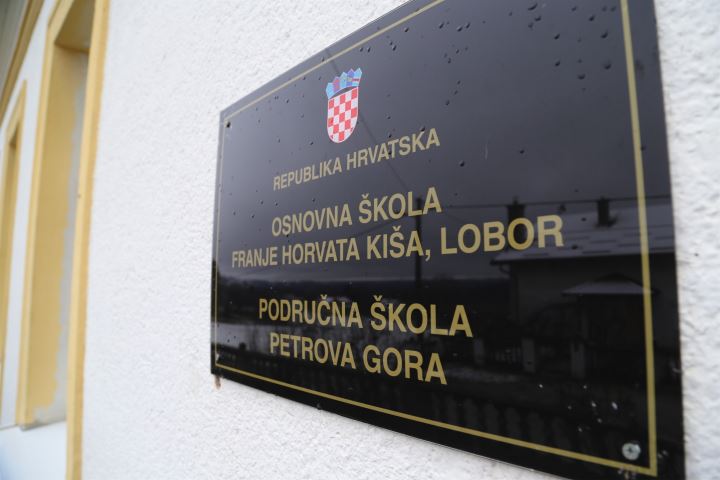 REPUBLIKA HRVATSKA
OSNOVNA ŠKOLA
FRANJE HORVATA KIŠA, LOBOR
PODRUČNA ŠKOLA
PETROVA GORA